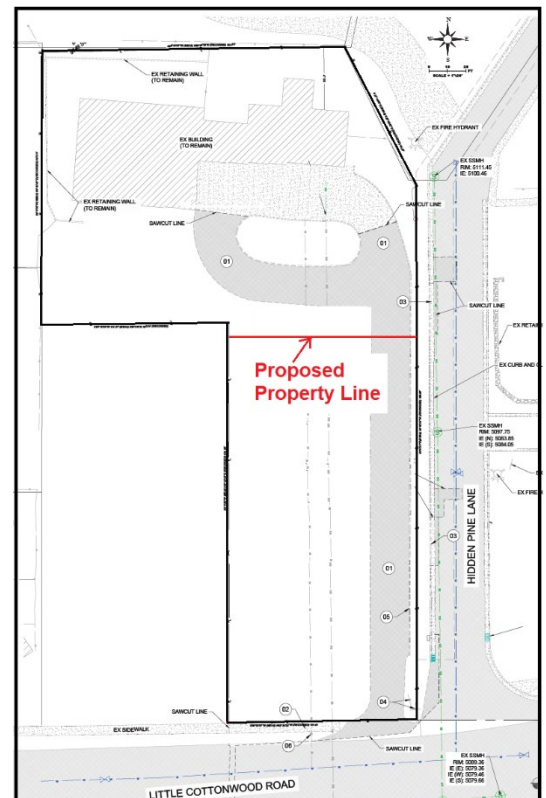 N
W
E
S
SCALE: 1"=20'
FT
EX RETAINING WALL
(TO REMAIN)
EX BUILDING
(TO REMAIN)
EX FIRE HYDRANT
EX SSMH
RIM: 5111.45
EX RETAINING WALL
(TO REMAIN)
SAWCUT LINE
SAWCUT LINE
01
01
03
SAWCUT LINE
EX RETAI
EX CURB AND G
Proposed
Property Line
EX SSMH
RIM: 5097.75
IE (N): 5083.85
IE (S): 5084.05
EX FIRE
HIDDEN PINE LANE
03
01
05
04
SAWCUT LINE
02
EX SIDEWALK
06
SAWCUT LINE
EX SSMH
RIM: 5089.36
IE (E): 5079.36
IE (W): 5079.46
IE (S): 5079.66
LITTLE COTTONWOOD ROAD